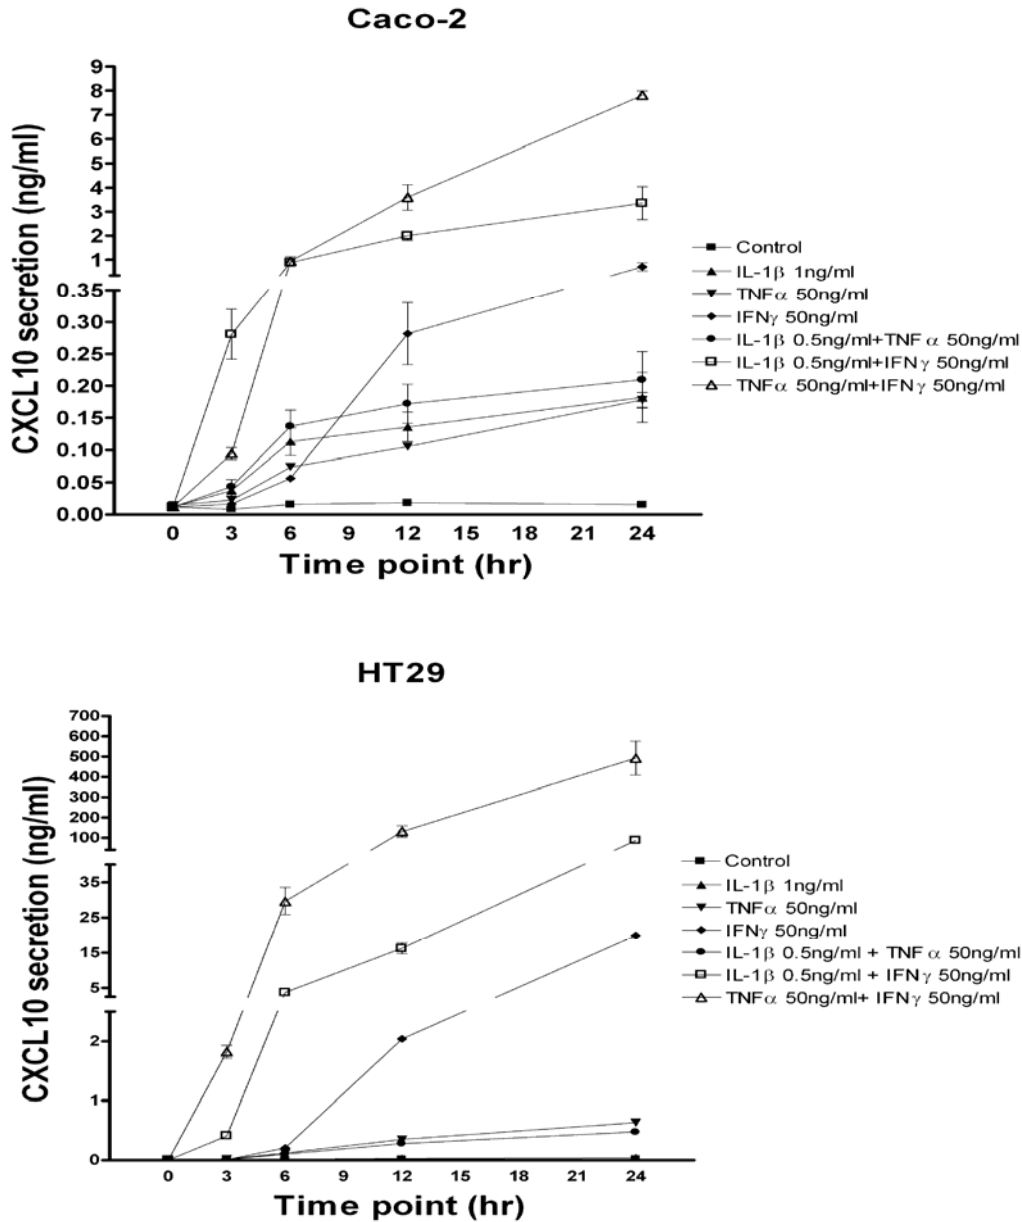 Caco-2
CXCL10 secretion (ng/ml)
9
8
7
6
5
4
3
2
1
0.35
0.30
0.25
0.20
0.15
0.10
0.05
0.00
0 3 6 9 12 15 18 21 24
Time point (hr)
Control
IL-1β 1ng/ml
TNFα 50ng/ml
IFNγ 50ng/ml
IL-1β 0.5ng/ml+TNFα 50ng/ml
IL-1β 0.5ng/ml+IFNγ 50ng/ml
TNFα 50ng/ml+IFNγ 50ng/ml
HT29
CXCL10 secretion (ng/ml)
700
600
500
400
300
200
100
35
25
15
5
2
1
0
0 3 6 9 12 15 18 21 24
Time point (hr)
Control
IL-1β 1ng/ml
TNFα 50ng/ml
IFNγ 50ng/ml
IL-1β 0.5ng/ml + TNFα 50ng/ml
IL-1β 0.5ng/ml + IFNγ 50ng/ml
TNFα 50ng/ml+ IFNγ 50ng/ml